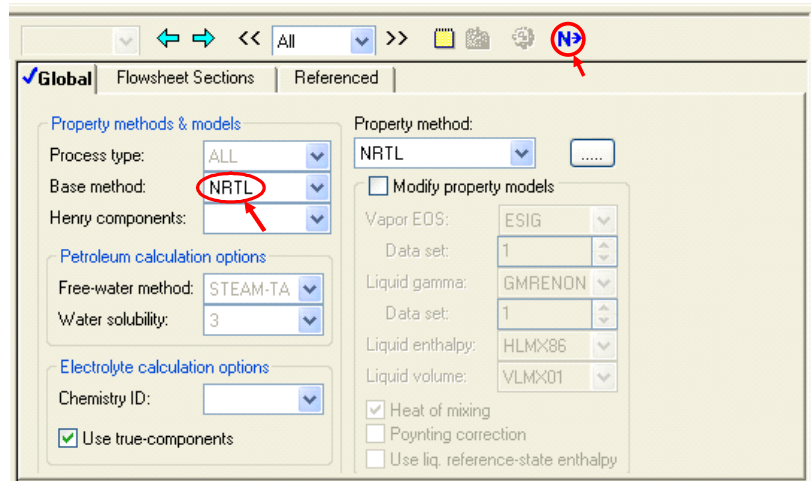 << All >> N
Global Flowsheet Sections Referenced
Property methods & models
Process type: ALL
Base method: NRTL
Henry components:
Petroleum calculation options
Free-water method: STEAM-TA
Water solubility: 3
Electrolyte calculation options
Chemistry ID:
Use true-components
Property method:
NRTL .....
Modify property models
Vapor EOS: ESIG
Data set: 1
Liquid gamma: GMRENON
Data set: 1
Liquid enthalpy: HLMX86
Liquid volume: VLMX01
Heat of mixing
Poynting correction
Use liq. reference-state enthalpy